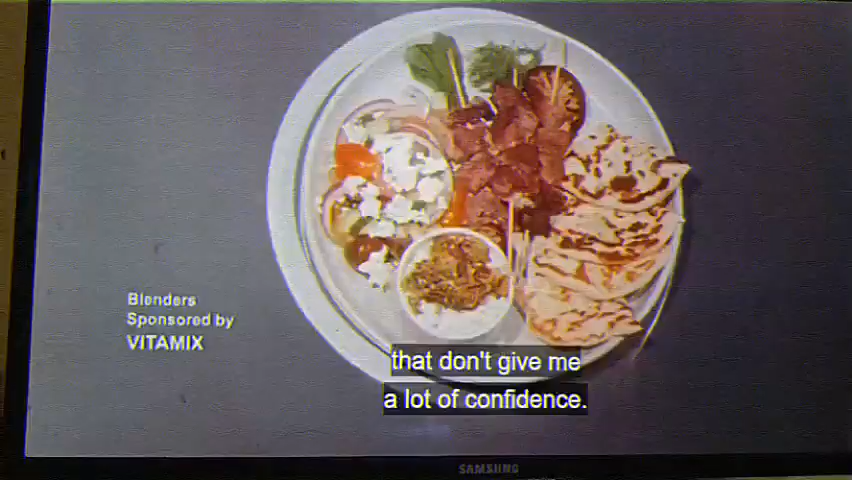 Blenders
Sponsored by
VITAMIX
that don't give me
a lot of confidence.
SAMSUNG